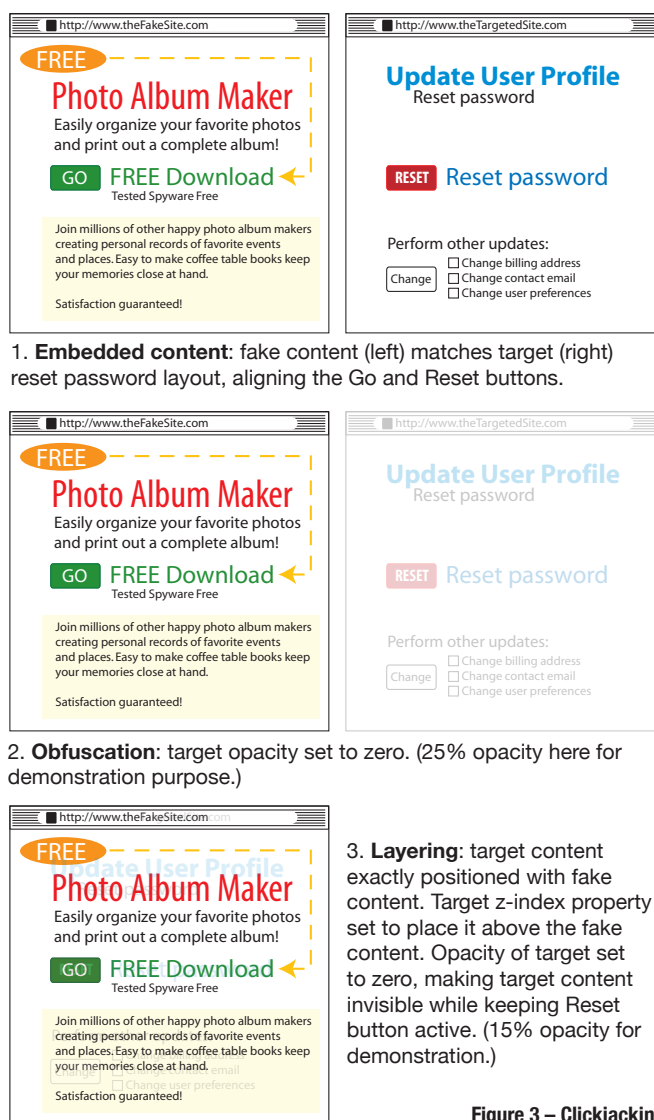 http://www.theFakeSite.com
FREE
Photo Album Maker
Easily organize your favorite photos
and print out a complete album!
GO FREE Download
Tested Spyware Free
Join millions of other happy photo album makers
creating personal records of favorite events
and places. Easy to make coffee table books keep
your memories close at hand.
Satisfaction guaranteed!
http://www.theTargetedSite.com
Update User Profile
Reset password
RESET Reset password
Perform other updates:
Change
Change billing address
Change contact email
Change user preferences
1. Embedded content: fake content (left) matches target (right)
reset password layout, aligning the Go and Reset buttons.
http://www.theFakeSite.com
FREE
Photo Album Maker
Easily organize your favorite photos
and print out a complete album!
GO FREE Download
Tested Spyware Free
Join millions of other happy photo album makers
creating personal records of favorite events
and places. Easy to make coffee table books keep
your memories close at hand.
Satisfaction guaranteed!
http://www.theTargetedSite.com
Update User Profile
Reset password
RESET Reset password
Perform other updates:
Change
Change billing address
Change contact email
Change user preferences
2. Obfuscation: target opacity set to zero. (25% opacity here for
demonstration purpose.)
http://www.theFakeSite.com
FREE
Update User Profile
Photo Album Maker
Easily organize your favorite photos
and print out a complete album!
GO FREE Download
Tested Spyware Free
Join millions of other happy photo album makers
creating personal records of favorite events
and places. Easy to make coffee table books keep
your memories close at hand.
Change
Change contact email
Change user preferences
Satisfaction guaranteed!
3. Layering: target content
exactly positioned with fake
content. Target z-index property
set to place it above the fake
content. Opacity of target set
to zero, making target content
invisible while keeping Reset
button active. (15% opacity for
demonstration.)
Figure 3 – Clickjackin